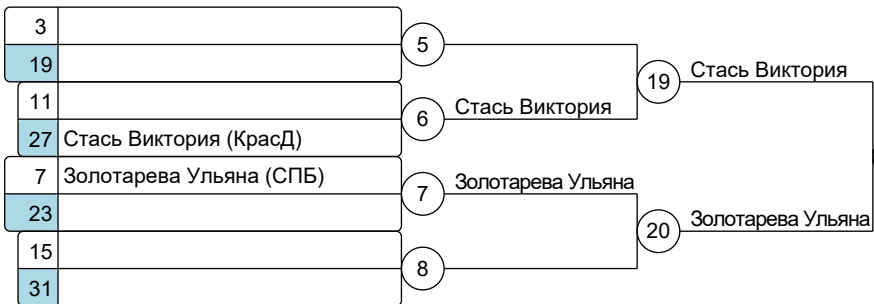 3
5
19
19 Стась Виктория
11
6 Стась Виктория
27 Стась Виктория (КрасД)
7 Золотарева Ульяна (СПБ)
7 Золотарева Ульяна
23
20 Золотарева Ульяна
15
8
31